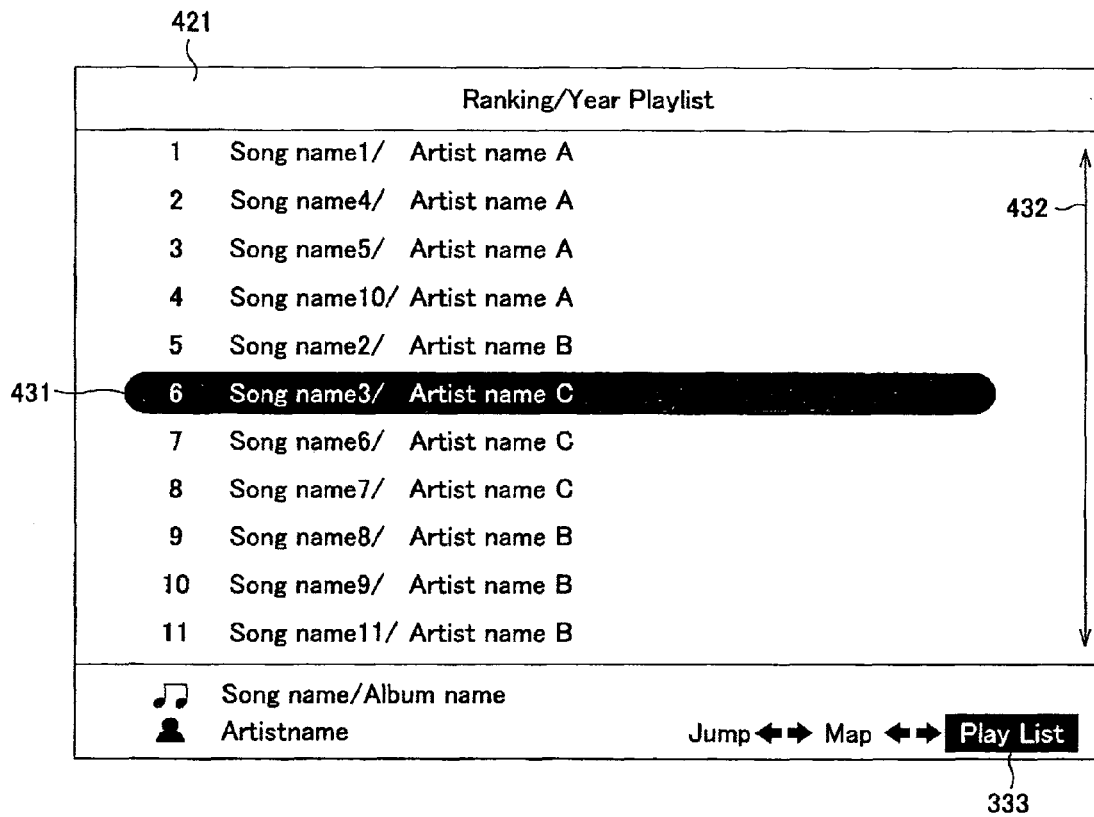 421
Ranking/Year Playlist
1 Song name1/ Artist name A
2 Song name4/ Artist name A
432
3 Song name5/ Artist name A
4 Song name10/ Artist name A
5 Song name2/ Artist name B
431 6 Song name3/ Artist name C
7 Song name6/ Artist name C
8 Song name7/ Artist name C
9 Song name8/ Artist name B
10 Song name9/ Artist name B
11 Song name11/ Artist name B
Song name/Album name
Artistname Jump Map Play List
333